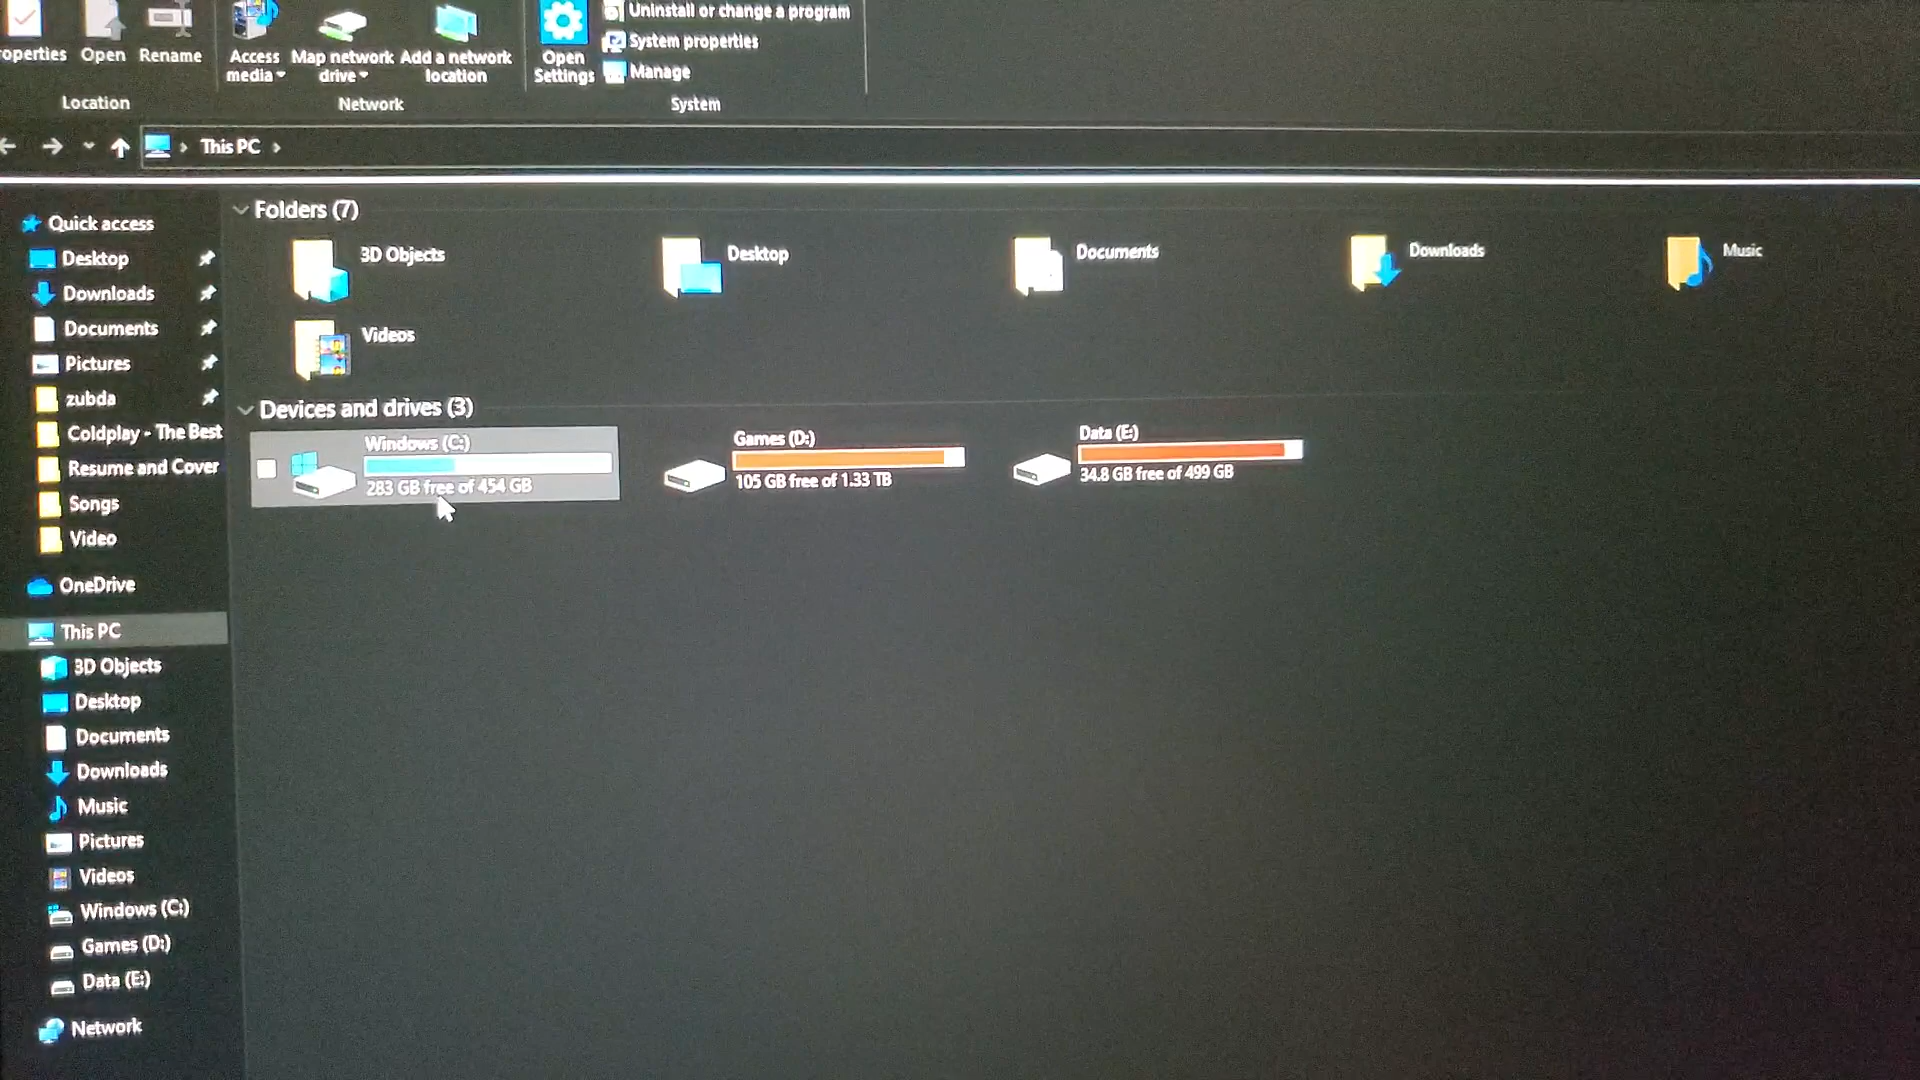 Uninstall or change a program
Open
Rename
Access media
Map network drive
Add a network location
Open Settings
System properties
Manage
Location
Network
System
This PC
Quick access
Desktop
Downloads
Documents
Pictures
zubda
Coldplay - The Best
Resume and Cover
Songs
Video
OneDrive
This PC
3D Objects
Desktop
Documents
Downloads
Music
Pictures
Videos
Windows (C:)
Games (D:)
Data (E:)
Network
Folders (7)
3D Objects
Desktop
Documents
Downloads
Music
Videos
Devices and drives (3)
Windows (C:)
283 GB free of 454 GB
Games (D:)
105 GB free of 1.33 TB
Data (E:)
34.8 GB free of 499 GB